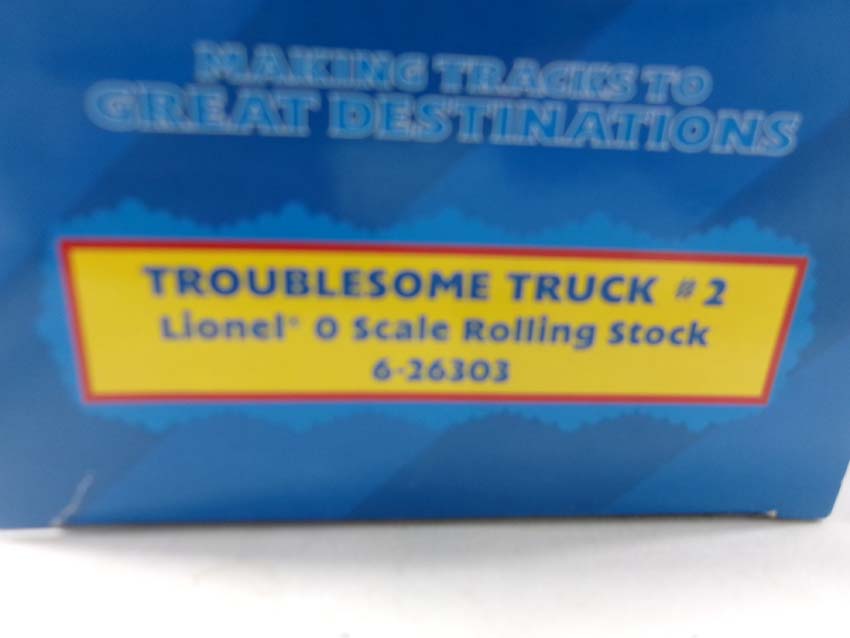 MAKING TRACKS TO
GREAT DESTINATIONS
TROUBLESOME TRUCK #2
Lionel® O Scale Rolling Stock
6-26303